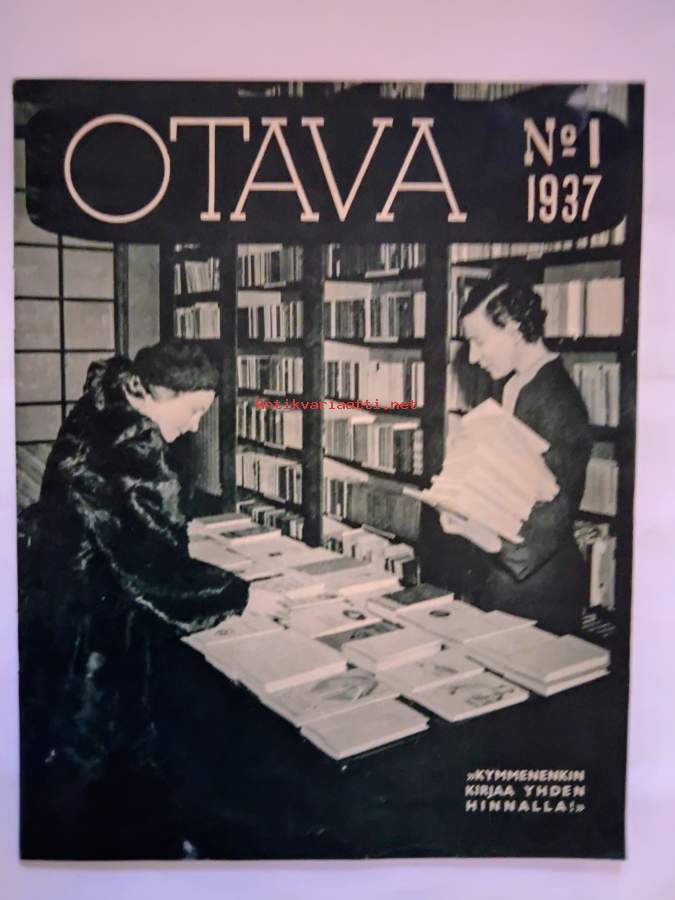 OTAVA
Nº 1
1937
antikvariaatti.net
»KYMMENENKIN
KIRJAA YHDEN
HINNALLA!»